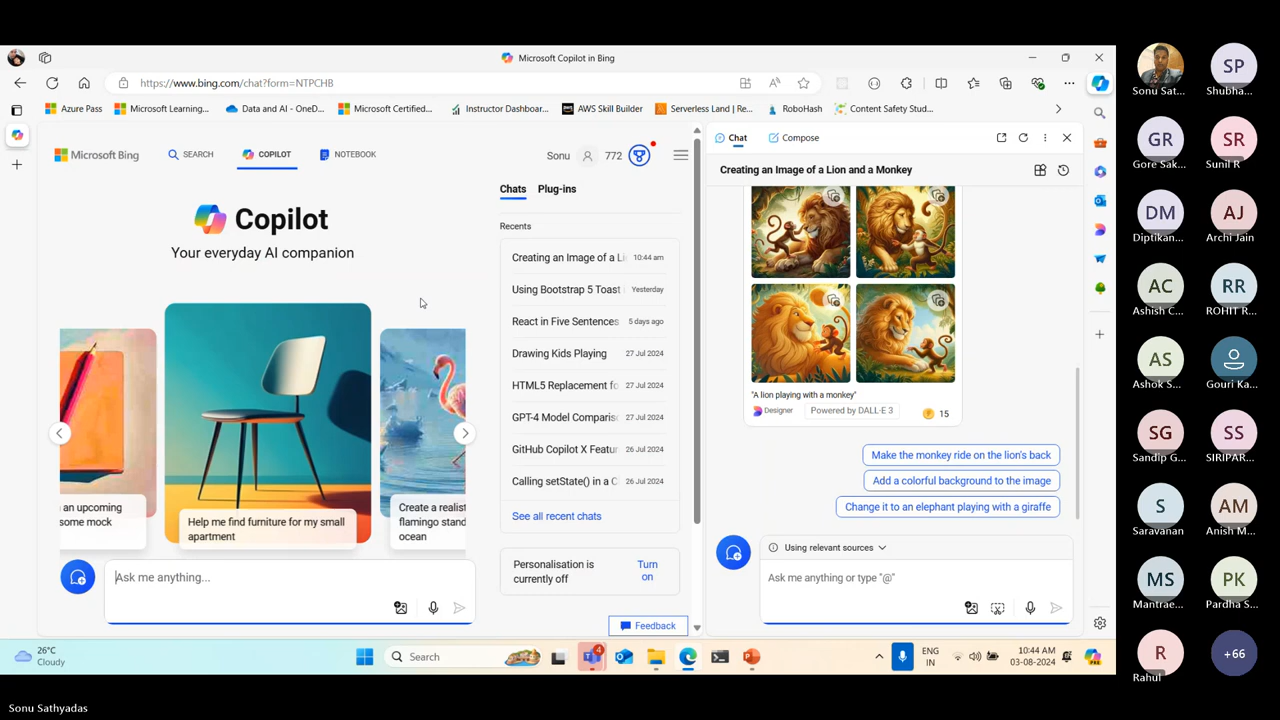 Microsoft Copilot in Bing
https://www.bing.com/chat?form=NTPCHB
Azure Pass
Microsoft Learning...
Data and AI - OneD...
Microsoft Certified...
Instructor Dashboar...
AWS Skill Builder
Serverless Land | Re...
RoboHash
Content Safety Stud...
Microsoft Bing
SEARCH
COPILOT
NOTEBOOK
Sonu
772
Copilot
Your everyday AI companion
an upcoming
some mock
Help me find furniture for my small
apartment
Create a realist
flamingo stand
ocean
Ask me anything...
Chats
Plug-ins
Recents
Creating an Image of a Li
10:44 am
Using Bootstrap 5 Toast
Yesterday
React in Five Sentences
5 days ago
Drawing Kids Playing
27 Jul 2024
HTML5 Replacement fo
27 Jul 2024
GPT-4 Model Comparis
27 Jul 2024
GitHub Copilot X Featur
26 Jul 2024
Calling setState() in a C
26 Jul 2024
See all recent chats
Personalisation is
currently off
Turn
on
Feedback
Chat
Compose
Creating an Image of a Lion and a Monkey
"A lion playing with a monkey"
Designer
Powered by DALL·E 3
15
Make the monkey ride on the lion's back
Add a colorful background to the image
Change it to an elephant playing with a giraffe
Using relevant sources
Ask me anything or type "@"
26°C
Cloudy
Search
4
ENG
IN
10:44 AM
03-08-2024
Sonu Sat...
SP
Shubha...
GR
Gore Sak...
SR
Sunil R
DM
Diptikan...
AJ
Archi Jain
AC
Ashish C...
RR
ROHIT R...
AS
Ashok S...
Gouri Ka...
SG
Sandip G...
SS
SIRIPAR...
S
Saravanan
AM
Anish M...
MS
Mantrae...
PK
Pardha S...
R
Rahul
+66
Sonu Sathyadas